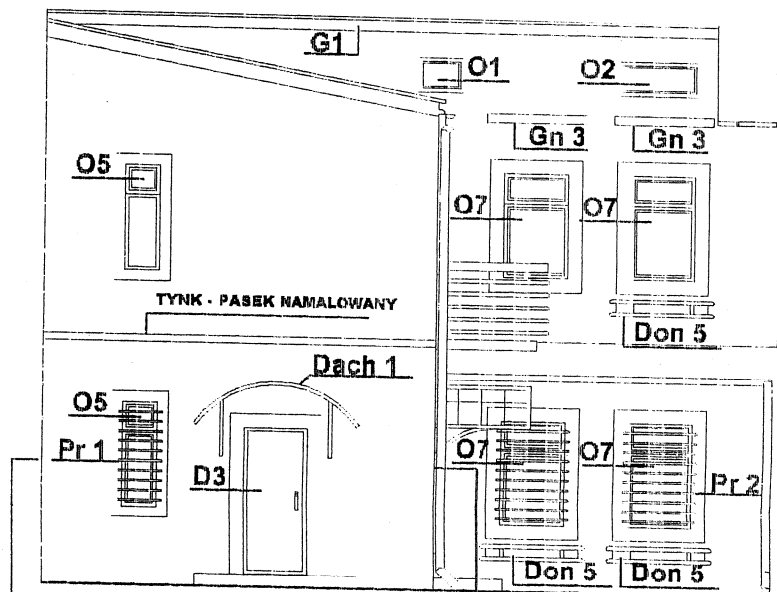 G1
O1
O2
Gn 3
Gn 3
O5
O7
O7
TYNK - PASEK NAMALOWANY
Don 5
Dach 1
O5
Pr 1
D3
O7
O7
Pr 2
Don 5
Don 5